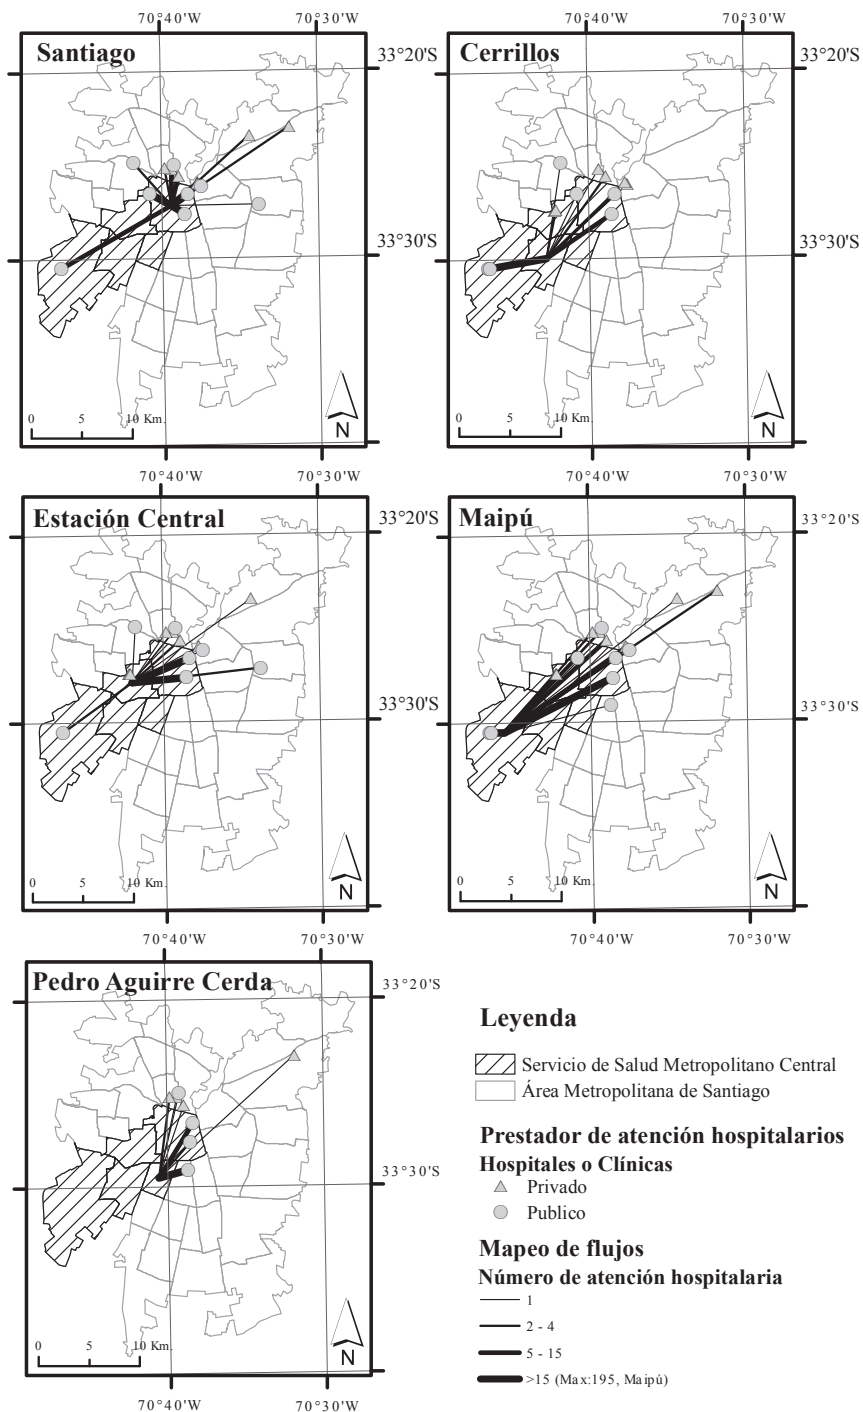 70°40'W 70°30'W 70°40'W 70°30'W
Santiago
33°20'S
Cerrillos
33°20'S
33°30'S
33°30'S
0 5 10 Km.
N
0 5 10 Km.
N
70°40'W 70°30'W 70°40'W 70°30'W
Estación Central
33°20'S
Maipú
33°20'S
33°30'S
33°30'S
0 5 10 Km.
N
0 5 10 Km.
N
70°40'W 70°30'W 70°40'W 70°30'W
Pedro Aguirre Cerda
33°20'S
33°30'S
0 5 10 Km.
N
70°40'W 70°30'W
Leyenda
Servicio de Salud Metropolitano Central
Área Metropolitana de Santiago
Prestador de atención hospitalarios
Hospitales o Clínicas
Privado
Publico
Mapeo de flujos
Número de atención hospitalaria
1
2 - 4
5 - 15
>15 (Max:195, Maipú)